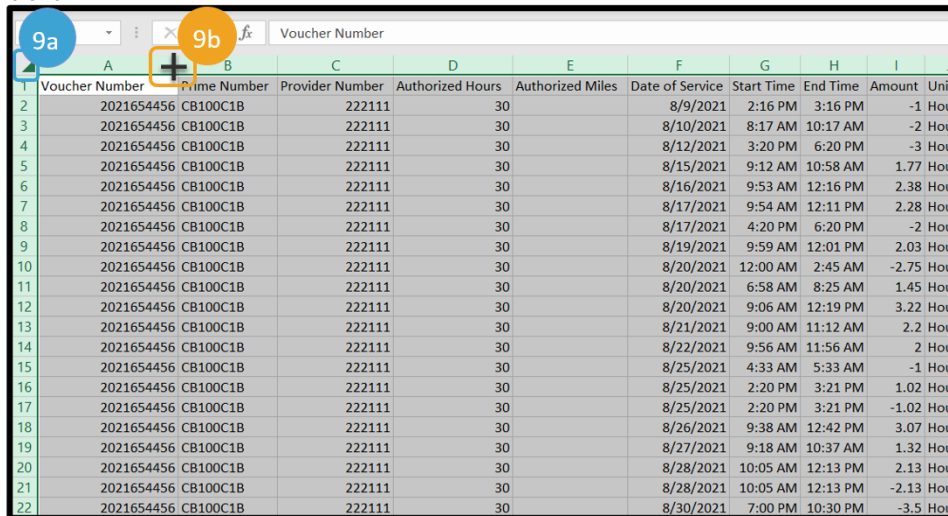 9a 9b fx Voucher Number
A B C D E F G H I
1 Voucher Number Prime Number Provider Number Authorized Hours Authorized Miles Date of Service Start Time End Time Amount Uni
2 2021654456 CB100C1B 222111 30 8/9/2021 2:16 PM 3:16 PM -1 Hou
3 2021654456 CB100C1B 222111 30 8/10/2021 8:17 AM 10:17 AM -2 Hou
4 2021654456 CB100C1B 222111 30 8/12/2021 3:20 PM 6:20 PM -3 Hou
5 2021654456 CB100C1B 222111 30 8/15/2021 9:12 AM 10:58 AM 1.77 Hou
6 2021654456 CB100C1B 222111 30 8/16/2021 9:53 AM 12:16 PM 2.38 Hou
7 2021654456 CB100C1B 222111 30 8/17/2021 9:54 AM 12:11 PM 2.28 Hou
8 2021654456 CB100C1B 222111 30 8/17/2021 4:20 PM 6:20 PM -2 Hou
9 2021654456 CB100C1B 222111 30 8/19/2021 9:59 AM 12:01 PM 2.03 Hou
10 2021654456 CB100C1B 222111 30 8/20/2021 12:00 AM 2:45 AM -2.75 Hou
11 2021654456 CB100C1B 222111 30 8/20/2021 6:58 AM 8:25 AM 1.45 Hou
12 2021654456 CB100C1B 222111 30 8/20/2021 9:06 AM 12:19 PM 3.22 Hou
13 2021654456 CB100C1B 222111 30 8/21/2021 9:00 AM 11:12 AM 2.2 Hou
14 2021654456 CB100C1B 222111 30 8/22/2021 9:56 AM 11:56 AM 2 Hou
15 2021654456 CB100C1B 222111 30 8/25/2021 4:33 AM 5:33 AM -1 Hou
16 2021654456 CB100C1B 222111 30 8/25/2021 2:20 PM 3:21 PM 1.02 Hou
17 2021654456 CB100C1B 222111 30 8/25/2021 2:20 PM 3:21 PM -1.02 Hou
18 2021654456 CB100C1B 222111 30 8/26/2021 9:38 AM 12:42 PM 3.07 Hou
19 2021654456 CB100C1B 222111 30 8/27/2021 9:18 AM 10:37 AM 1.32 Hou
20 2021654456 CB100C1B 222111 30 8/28/2021 10:05 AM 12:13 PM 2.13 Hou
21 2021654456 CB100C1B 222111 30 8/28/2021 10:05 AM 12:13 PM -2.13 Hou
22 2021654456 CB100C1B 222111 30 8/30/2021 7:00 PM 10:30 PM -3.5 Hou